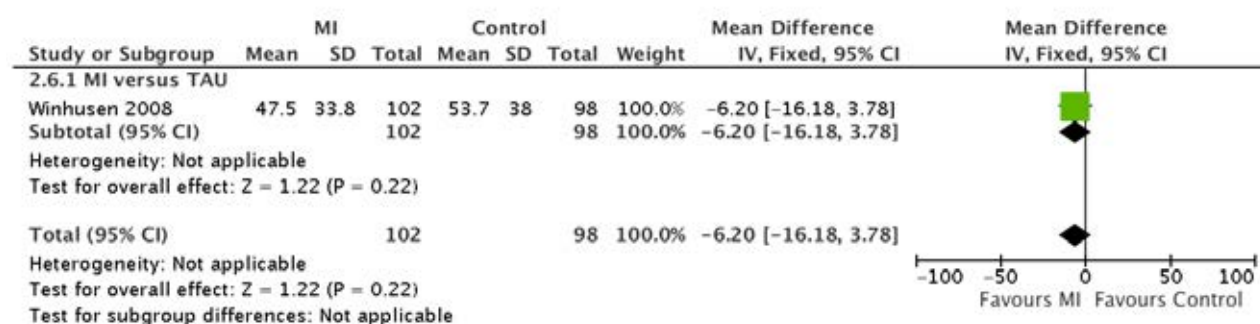 MI Control Mean Difference Mean Difference
Study or Subgroup Mean SD Total Mean SD Total Weight IV, Fixed, 95% CI IV, Fixed, 95% CI
2.6.1 MI versus TAU
Winhusen 2008 47.5 33.8 102 53.7 38 98 100.0% −6.20 [−16.18, 3.78]
Subtotal (95% CI) 102 98 100.0% −6.20 [−16.18, 3.78]
Heterogeneity: Not applicable
Test for overall effect: Z = 1.22 (P = 0.22)
Total (95% CI) 102 98 100.0% −6.20 [−16.18, 3.78]
Heterogeneity: Not applicable
Test for overall effect: Z = 1.22 (P = 0.22)
Test for subgroup differences: Not applicable
−100 −50 0 50 100
Favours MI Favours Control